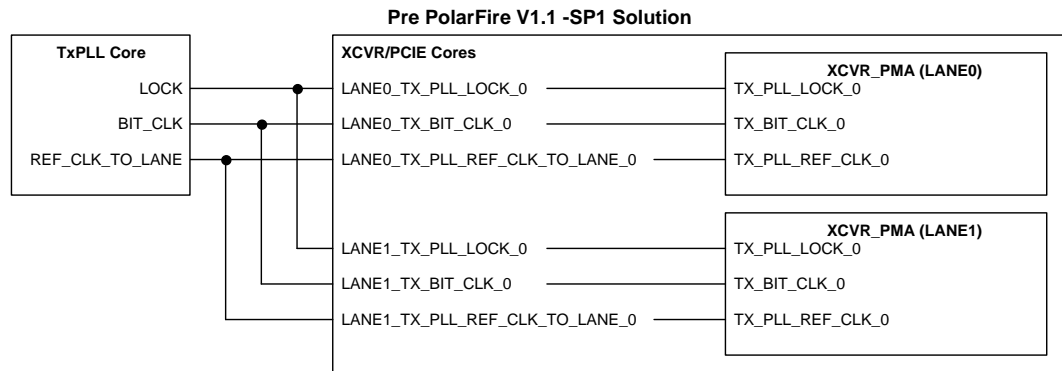 Pre PolarFire V1.1 -SP1 Solution
TxPLL Core
LOCK
BIT_CLK
REF_CLK_TO_LANE
XCVR/PCIE Cores
LANE0_TX_PLL_LOCK_0
LANE0_TX_BIT_CLK_0
LANE0_TX_PLL_REF_CLK_TO_LANE_0
XCVR_PMA (LANE0)
TX_PLL_LOCK_0
TX_BIT_CLK_0
TX_PLL_REF_CLK_0
LANE1_TX_PLL_LOCK_0
LANE1_TX_BIT_CLK_0
LANE1_TX_PLL_REF_CLK_TO_LANE_0
XCVR_PMA (LANE1)
TX_PLL_LOCK_0
TX_BIT_CLK_0
TX_PLL_REF_CLK_0